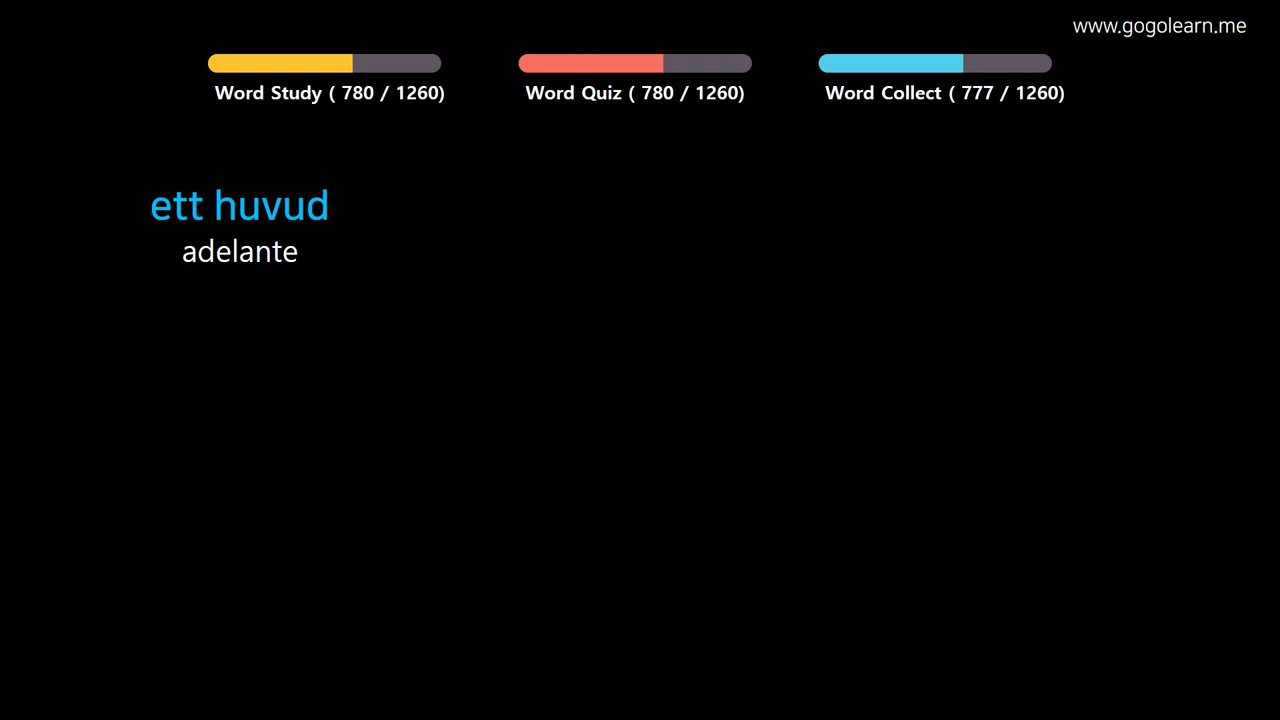 www.gogolearn.me
Word Study ( 780 / 1260)
Word Quiz ( 780 / 1260)
Word Collect ( 777 / 1260)
ett huvud
adelante